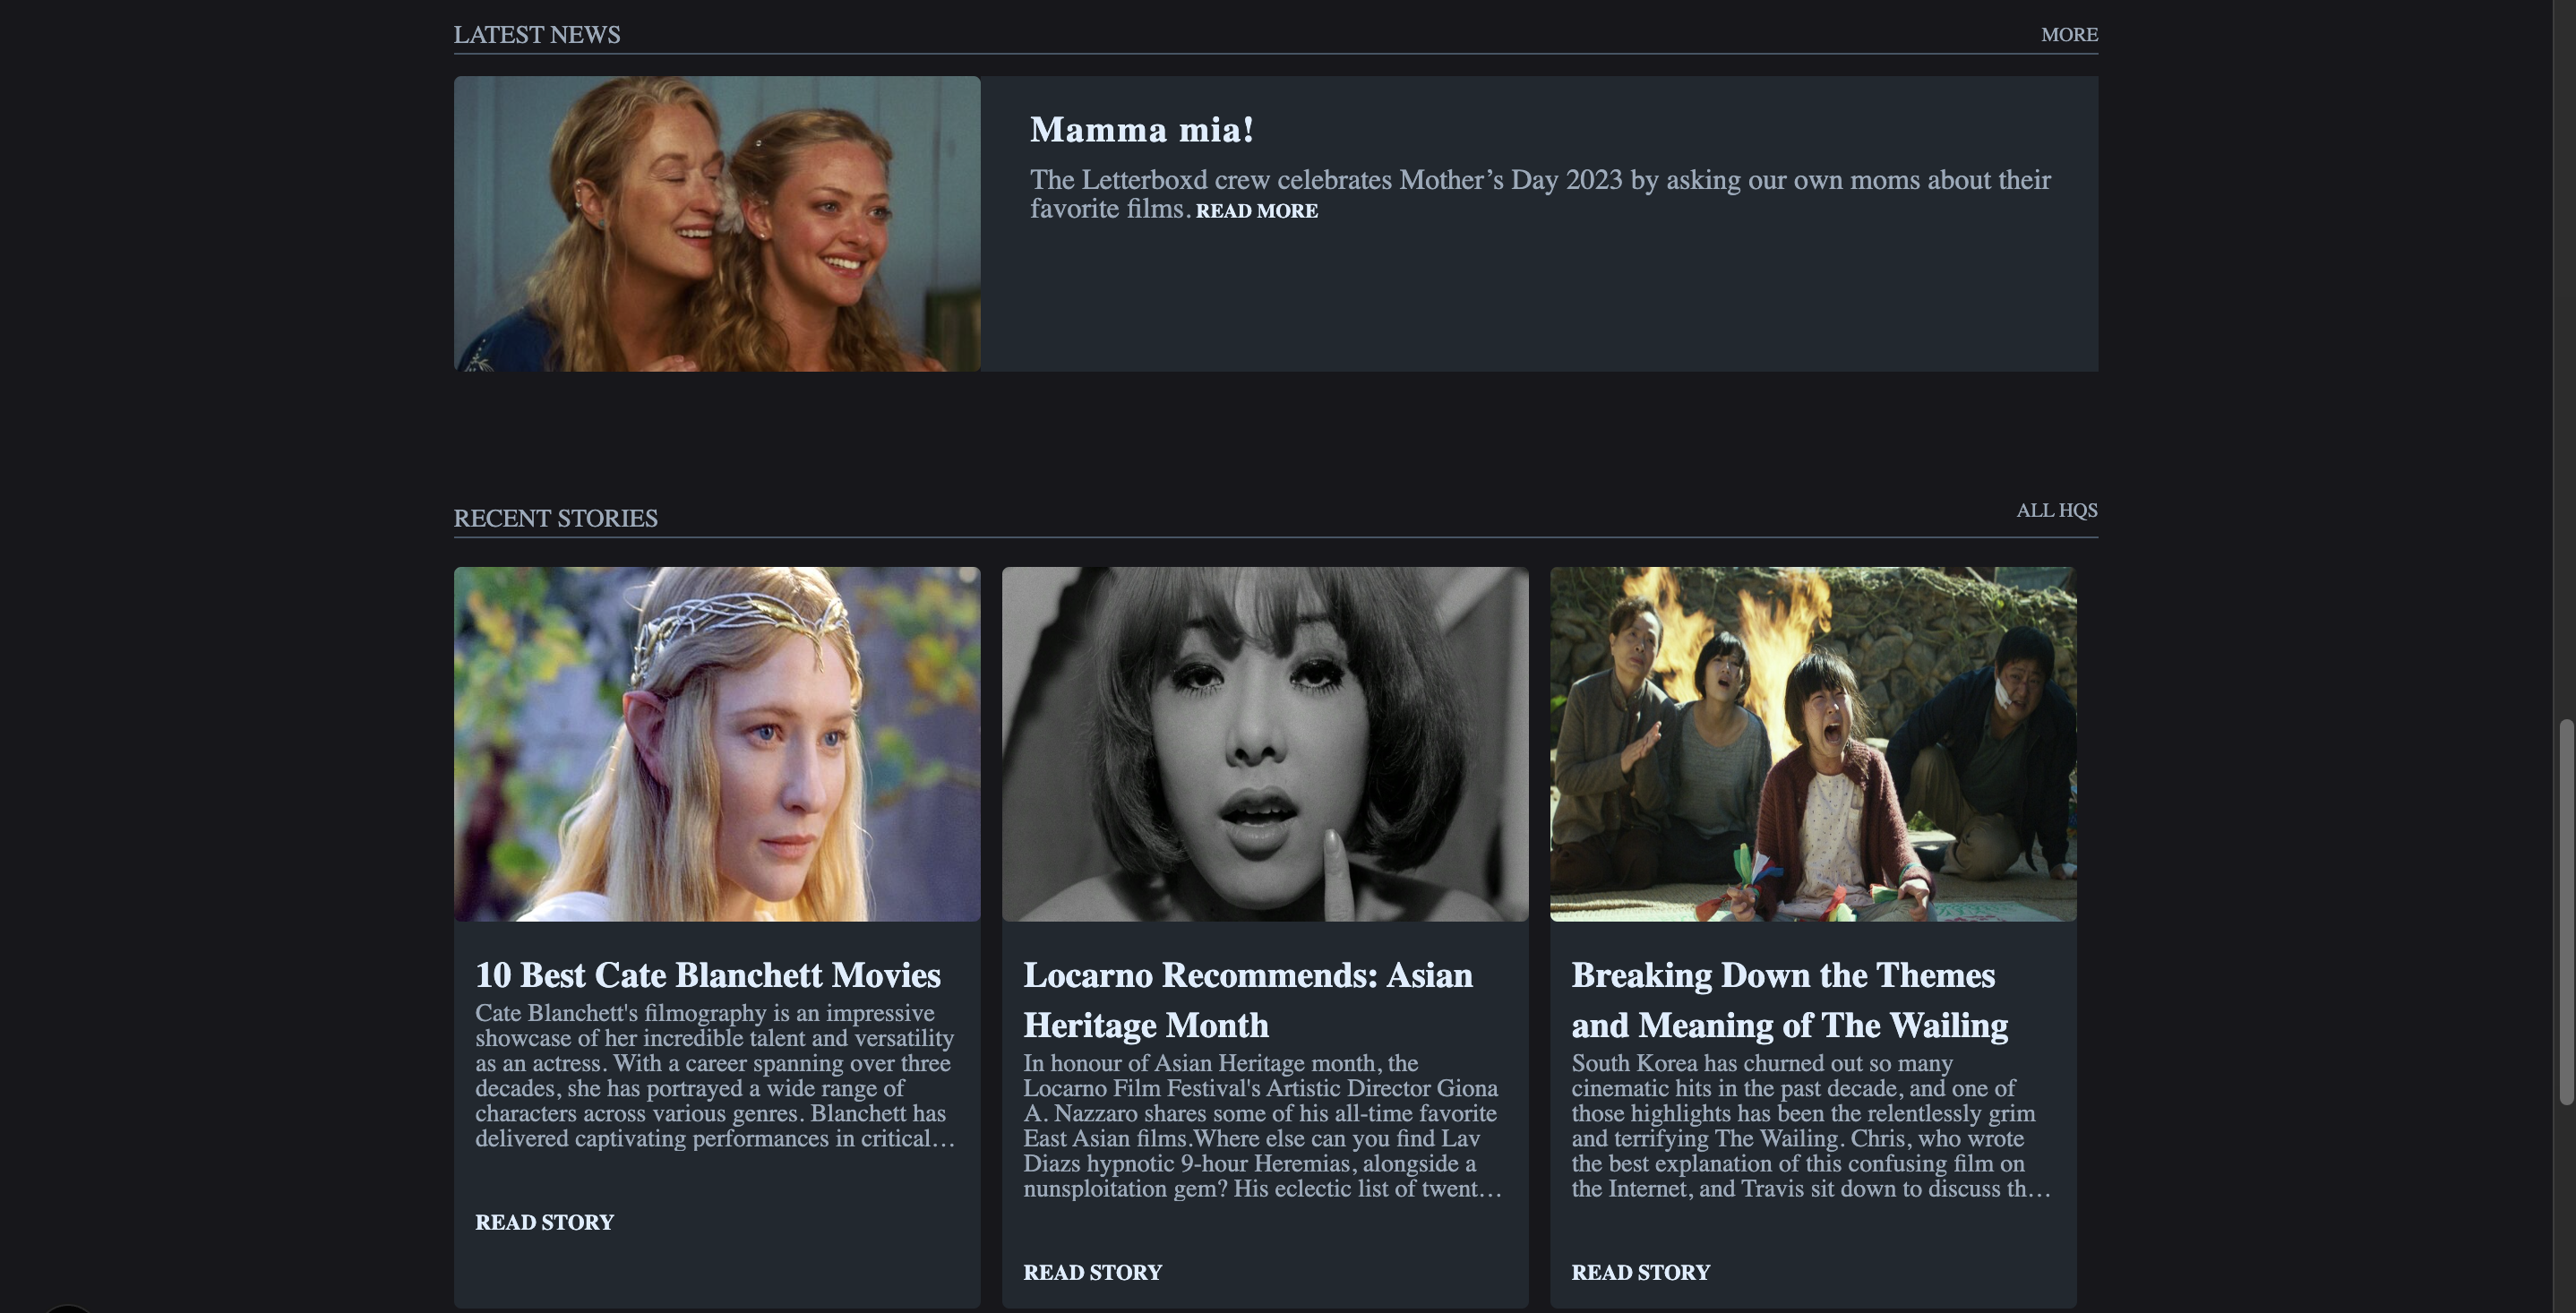 LATEST NEWS
MORE
Mamma mia!
The Letterboxd crew celebrates Mother’s Day 2023 by asking our own moms about their
favorite films. READ MORE
RECENT STORIES
ALL HQS
10 Best Cate Blanchett Movies
Cate Blanchett's filmography is an impressive
showcase of her incredible talent and versatility
as an actress. With a career spanning over three
decades, she has portrayed a wide range of
characters across various genres. Blanchett has
delivered captivating performances in critical…
READ STORY
Locarno Recommends: Asian
Heritage Month
In honour of Asian Heritage month, the
Locarno Film Festival's Artistic Director Giona
A. Nazzaro shares some of his all-time favorite
East Asian films.Where else can you find Lav
Diazs hypnotic 9-hour Heremias, alongside a
nunsploitation gem? His eclectic list of twent…
READ STORY
Breaking Down the Themes
and Meaning of The Wailing
South Korea has churned out so many
cinematic hits in the past decade, and one of
those highlights has been the relentlessly grim
and terrifying The Wailing. Chris, who wrote
the best explanation of this confusing film on
the Internet, and Travis sit down to discuss th…
READ STORY